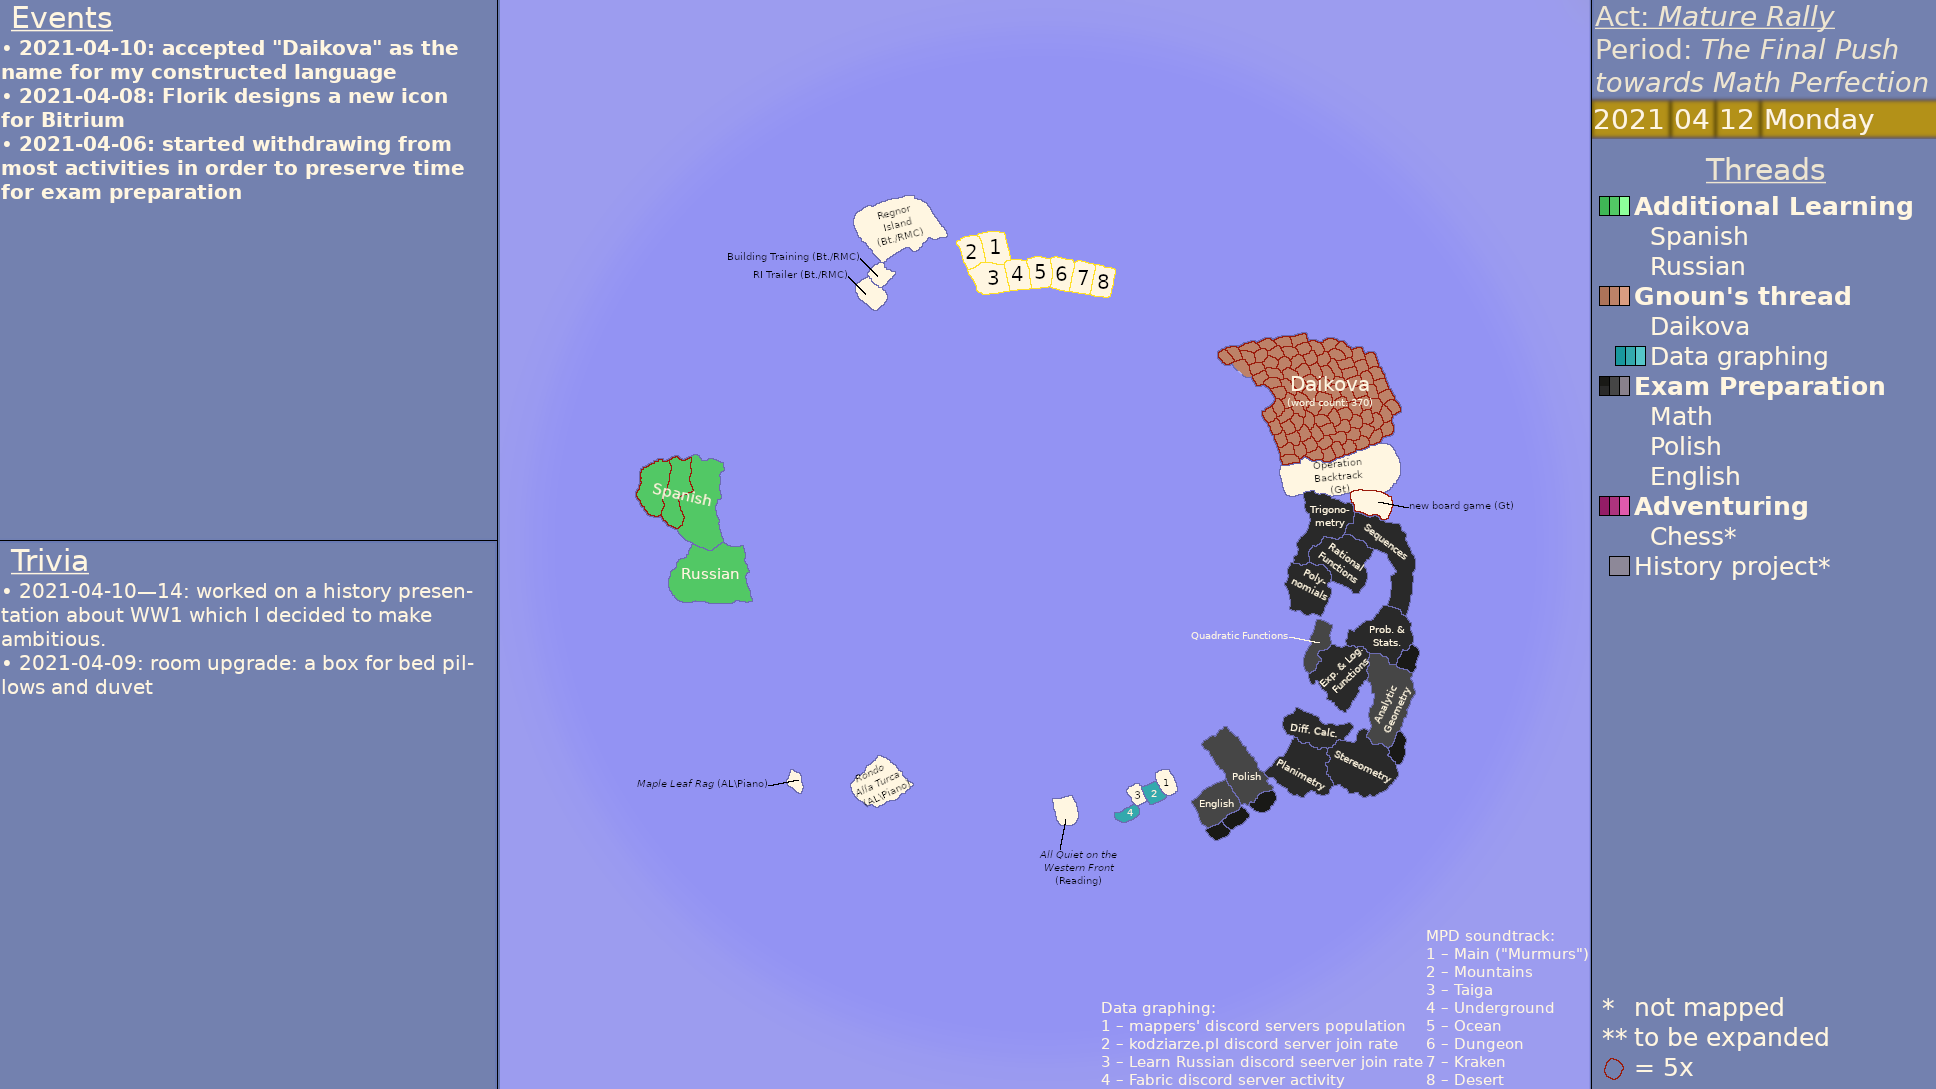 Events
• 2021-04-10: accepted "Daikova" as the
name for my constructed language
• 2021-04-08: Florik designs a new icon
for Bitrium
• 2021-04-06: started withdrawing from
most activities in order to preserve time
for exam preparation
Trivia
• 2021-04-10—14: worked on a history presen-
tation about WW1 which I decided to make
ambitious.
• 2021-04-09: room upgrade: a box for bed pil-
lows and duvet
Regnor
Island
(Bt./RMC)
Building Training (Bt./RMC)
RI Trailer (Bt./RMC)
2
1
3
4
5
6
7
8
Daikova
(word count: 370)
Operation
Backtrack
(Gt)
new board game (Gt)
Spanish
Russian
Trigono-
metry
Sequences
Rational
Functions
Poly-
nomials
Quadratic Functions
Prob. &
Stats.
Exp. & Log.
Functions
Analytic
Geometry
Diff. Calc.
Planimetry
Stereometry
Polish
English
1
2
3
4
Maple Leaf Rag (AL\Piano)
Rondo
Alla Turca
(AL\Piano)
All Quiet on the
Western Front
(Reading)
Data graphing:
1 – mappers' discord servers population
2 – kodziarze.pl discord server join rate
3 – Learn Russian discord seerver join rate
4 – Fabric discord server activity
MPD soundtrack:
1 – Main ("Murmurs")
2 – Mountains
3 – Taiga
4 – Underground
5 – Ocean
6 – Dungeon
7 – Kraken
8 – Desert
Act: Mature Rally
Period: The Final Push
towards Math Perfection
2021 04 12 Monday
Threads
Additional Learning
Spanish
Russian
Gnoun's thread
Daikova
Data graphing
Exam Preparation
Math
Polish
English
Adventuring
Chess*
History project*
* not mapped
** to be expanded
= 5x